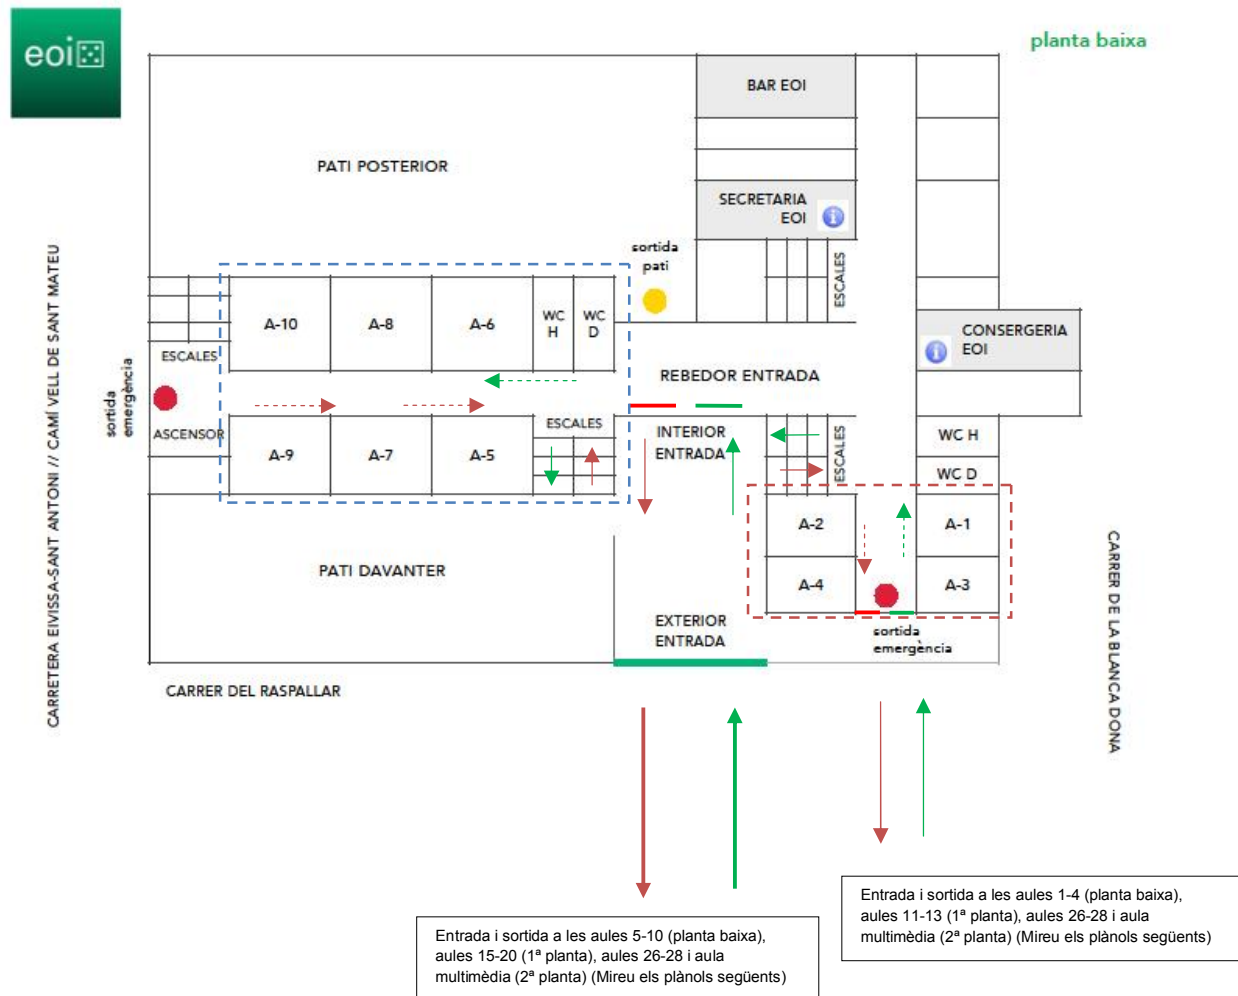 eoi
planta baixa
BAR EOI
PATI POSTERIOR
SECRETARIA
EOI
sortida
pati
ESCALES
A-10
A-8
A-6
WC
H
WC
D
CONSERGERIA
EOI
ESCALES
REBEDOR ENTRADA
sortida
emergència
ASCENSOR
A-9
A-7
A-5
ESCALES
INTERIOR
ENTRADA
ESCALES
WC H
WC D
A-2
A-1
A-4
A-3
PATI DAVANTER
EXTERIOR
ENTRADA
sortida
emergència
CARRER DEL RASPALLAR
CARRETERA EIVISSA-SANT ANTONI // CAMÍ VELL DE SANT MATEU
CARRER DE LA BLANCA DONA
Entrada i sortida a les aules 1-4 (planta baixa),
aules 11-13 (1ª planta), aules 26-28 i aula
multimèdia (2ª planta) (Mireu els plànols següents)
Entrada i sortida a les aules 5-10 (planta baixa),
aules 15-20 (1ª planta), aules 26-28 i aula
multimèdia (2ª planta) (Mireu els plànols següents)